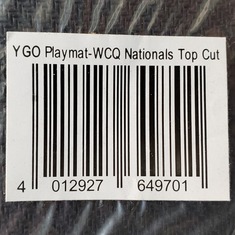 YGO Playmat-WCQ Nationals Top Cut
4 012927 649701